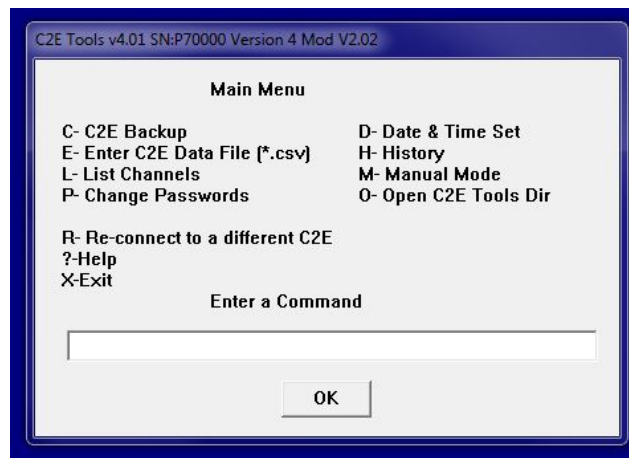 C2E Tools v4.01 SN:P70000 Version 4 Mod V2.02
Main Menu
C- C2E Backup
D- Date & Time Set
E- Enter C2E Data File (*.csv)
H- History
L- List Channels
M- Manual Mode
P- Change Passwords
O- Open C2E Tools Dir
R- Re-connect to a different C2E
?-Help
X-Exit
Enter a Command
OK